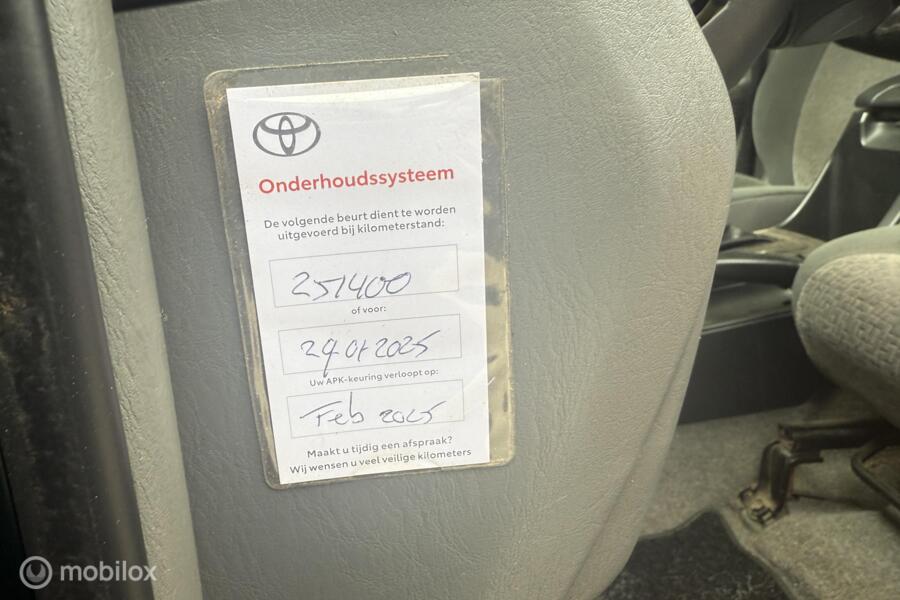 Onderhoudssysteem
De volgende beurt dient te worden
uitgevoerd bij kilometerstand:
251400
of voor:
29 01 2025
Uw APK-keuring verloopt op:
Feb 2025
Maakt u tijdig een afspraak?
Wij wensen u veel veilige kilometers
mobilox